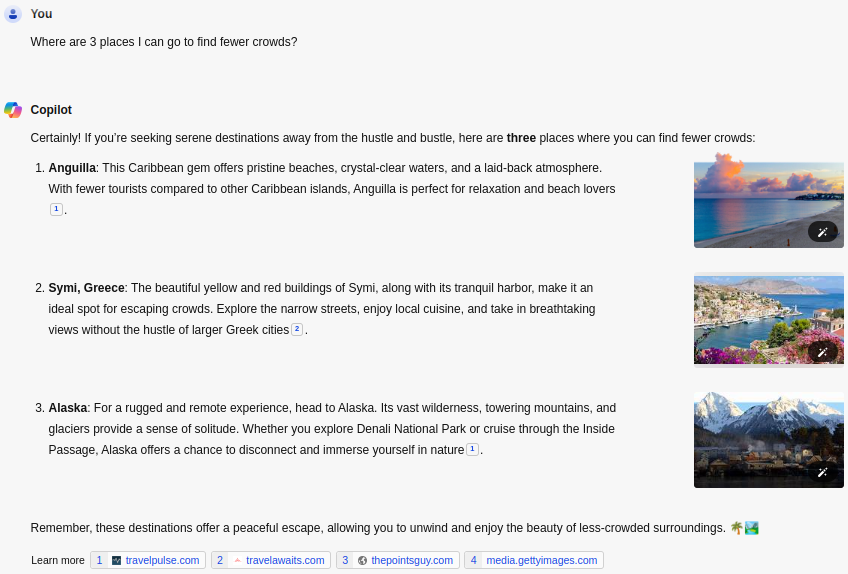 You
Where are 3 places I can go to find fewer crowds?
Copilot
Certainly! If you’re seeking serene destinations away from the hustle and bustle, here are three places where you can find fewer crowds:
1. Anguilla: This Caribbean gem offers pristine beaches, crystal-clear waters, and a laid-back atmosphere.
With fewer tourists compared to other Caribbean islands, Anguilla is perfect for relaxation and beach lovers
1 .
2. Symi, Greece: The beautiful yellow and red buildings of Symi, along with its tranquil harbor, make it an
ideal spot for escaping crowds. Explore the narrow streets, enjoy local cuisine, and take in breathtaking
views without the hustle of larger Greek cities 2 .
3. Alaska: For a rugged and remote experience, head to Alaska. Its vast wilderness, towering mountains, and
glaciers provide a sense of solitude. Whether you explore Denali National Park or cruise through the Inside
Passage, Alaska offers a chance to disconnect and immerse yourself in nature 1 .
Remember, these destinations offer a peaceful escape, allowing you to unwind and enjoy the beauty of less-crowded surroundings. 🌴🏞️
Learn more 1 travelpulse.com 2 travelawaits.com 3 thepointsguy.com 4 media.gettyimages.com